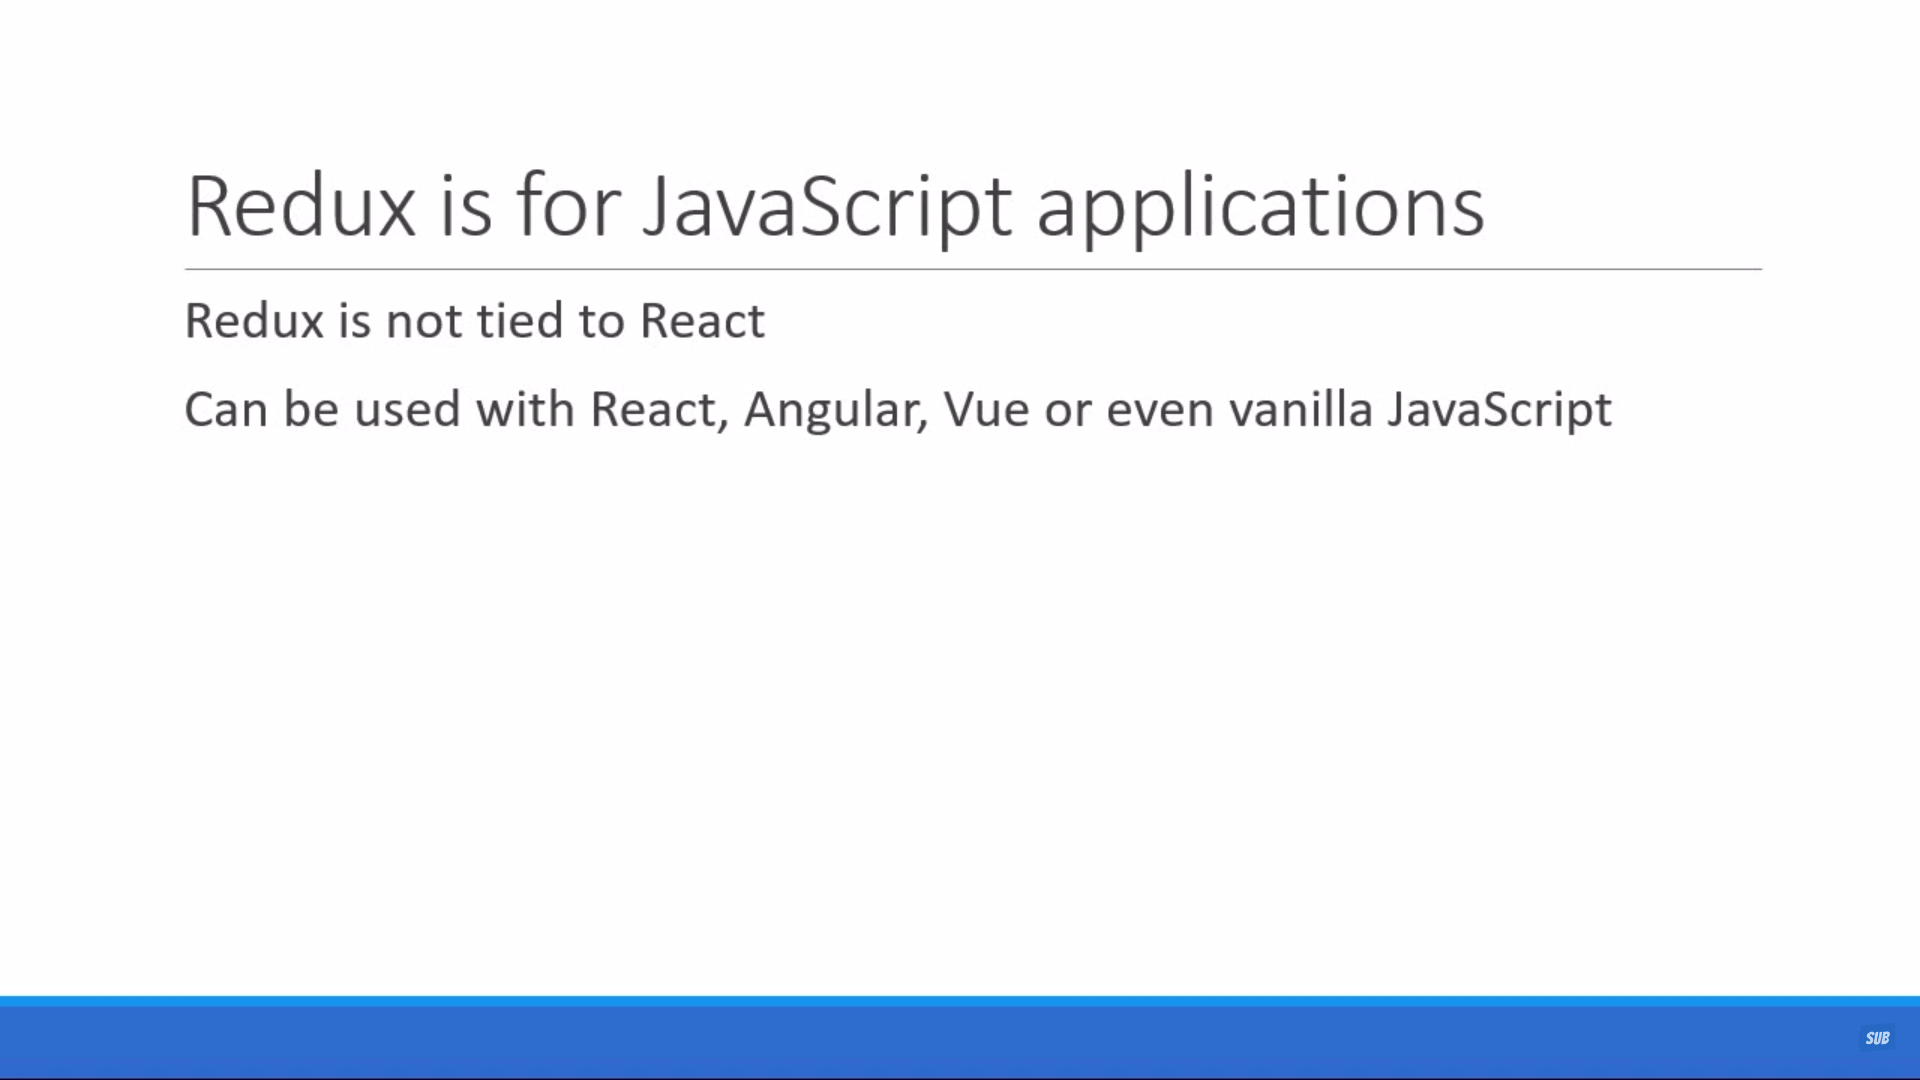 Redux is for JavaScript applications
Redux is not tied to React
Can be used with React, Angular, Vue or even vanilla JavaScript
SUB